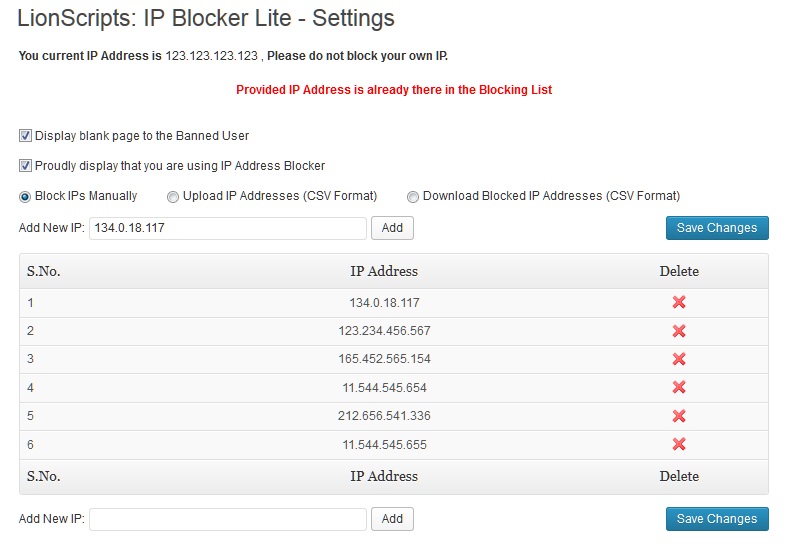 LionScripts: IP Blocker Lite - Settings
You current IP Address is 123.123.123.123 , Please do not block your own IP.
Provided IP Address is already there in the Blocking List
Display blank page to the Banned User
Proudly display that you are using IP Address Blocker
Block IPs Manually Upload IP Addresses (CSV Format) Download Blocked IP Addresses (CSV Format)
Add New IP: 134.0.18.117 Add Save Changes
S.No. IP Address Delete
1 134.0.18.117
2 123.234.456.567
3 165.452.565.154
4 11.544.545.654
5 212.656.541.336
6 11.544.545.655
S.No. IP Address Delete
Add New IP: Add Save Changes